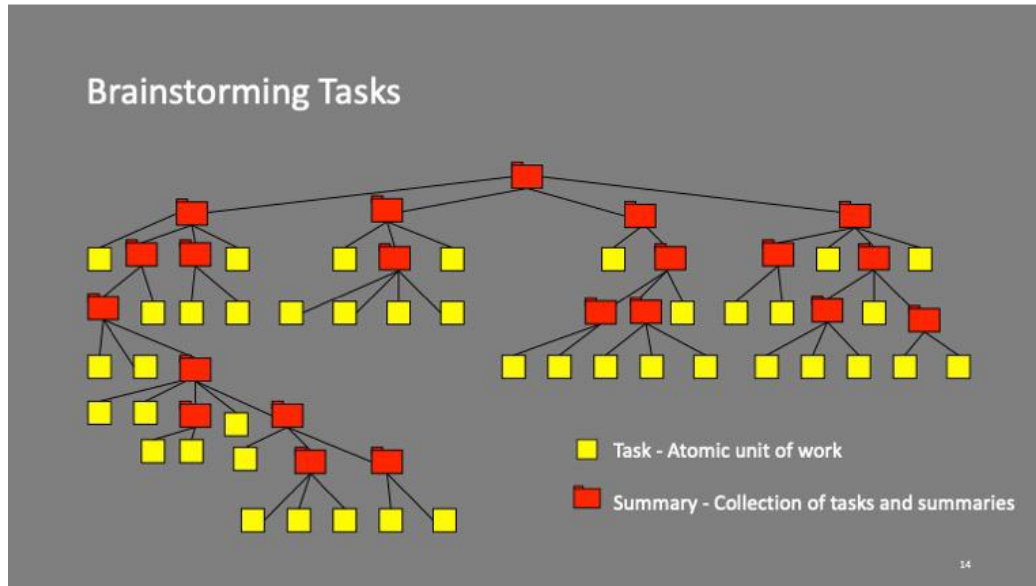 Brainstorming Tasks
Task - Atomic unit of work
Summary - Collection of tasks and summaries
14